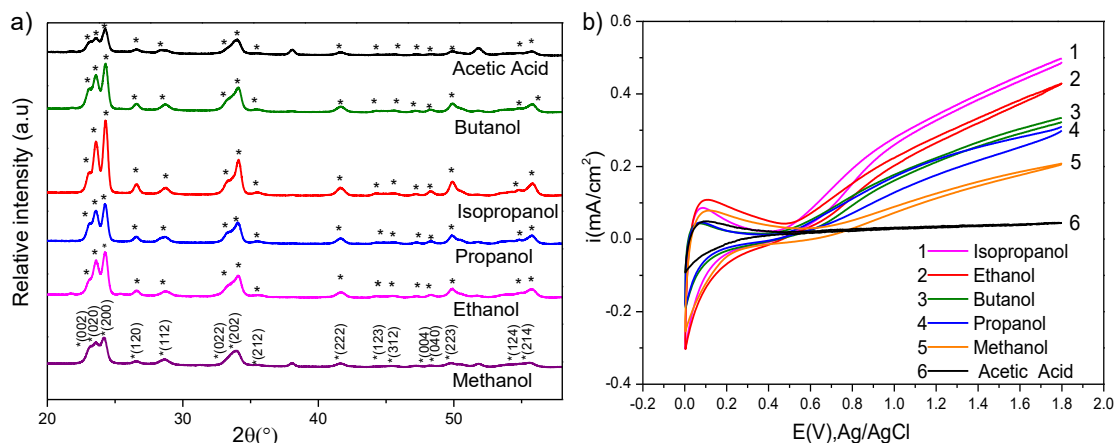 a)
Relative intensity (a.u)
* * * * * * * * * * * * * * * *
Acetic Acid
* * * * * * * * * * * * * * * *
Butanol
* * * * * * * * * * * * * * * *
Isopropanol
* * * * * * * * * * * * * * * *
Propanol
* * * * * * * * * * * * * * * *
Ethanol
*(002) *(020) *(200) *(120) *(112) *(022) *(202) *(212) *(222) *(123) *(312) *(004) *(040) *(223) *(124) *(214)
Methanol
20 30 40 50
2θ(°)
b)
i(mA/cm²)
0.6
0.4
0.2
0.0
-0.2
-0.4
1
2
3
4
5
6
1 Isopropanol
2 Ethanol
3 Butanol
4 Propanol
5 Methanol
6 Acetic Acid
0.0 0.2 0.4 0.6 0.8 1.0 1.2 1.4 1.6 1.8 2.0
E(V),Ag/AgCl